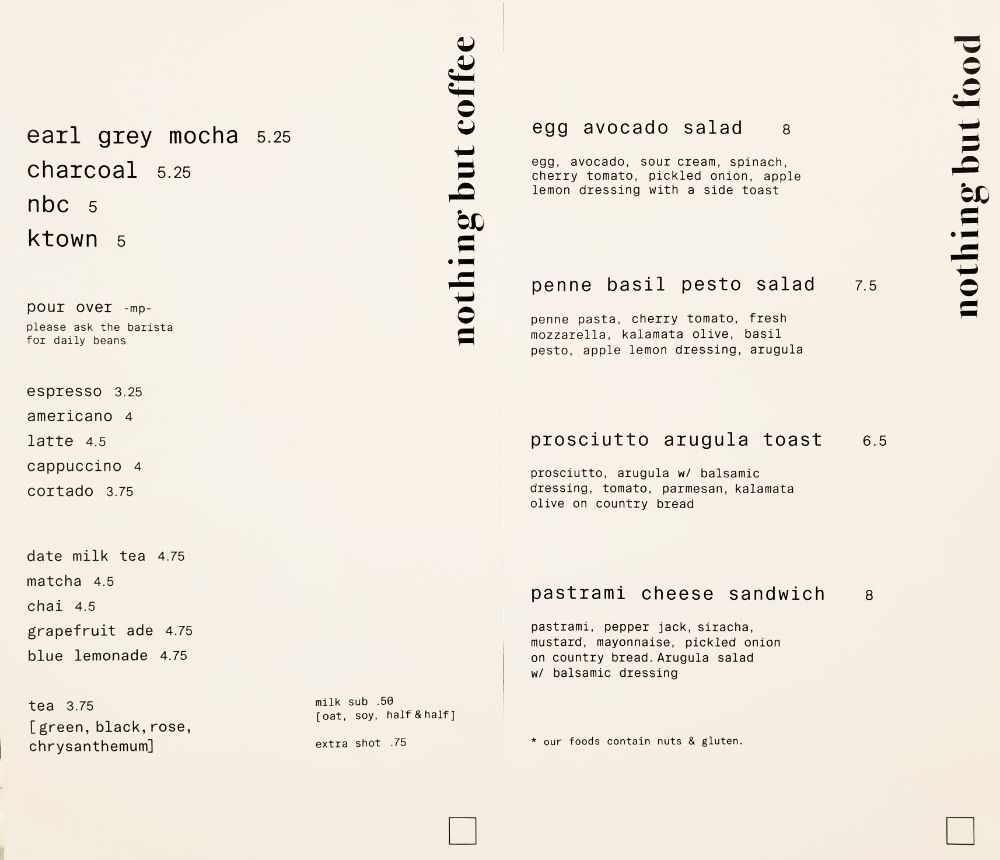 nothing but coffee
earl grey mocha 5.25
charcoal 5.25
nbc 5
ktown 5
pour over -mp-
please ask the barista
for daily beans
espresso 3.25
americano 4
latte 4.5
cappuccino 4
cortado 3.75
date milk tea 4.75
matcha 4.5
chai 4.5
grapefruit ade 4.75
blue lemonade 4.75
tea 3.75
[green, black, rose,
chrysanthemum]
milk sub .50
[oat, soy, half & half]
extra shot .75
nothing but food
egg avocado salad 8
egg, avocado, sour cream, spinach,
cherry tomato, pickled onion, apple
lemon dressing with a side toast
penne basil pesto salad 7.5
penne pasta, cherry tomato, fresh
mozzarella, kalamata olive, basil
pesto, apple lemon dressing, arugula
prosciutto arugula toast 6.5
prosciutto, arugula w/ balsamic
dressing, tomato, parmesan, kalamata
olive on country bread
pastrami cheese sandwich 8
pastrami, pepper jack, siracha,
mustard, mayonnaise, pickled onion
on country bread. Arugula salad
w/ balsamic dressing
* our foods contain nuts & gluten.